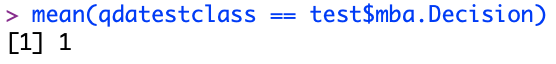 > mean(qdatestclass == test$mba.Decision)
[1] 1